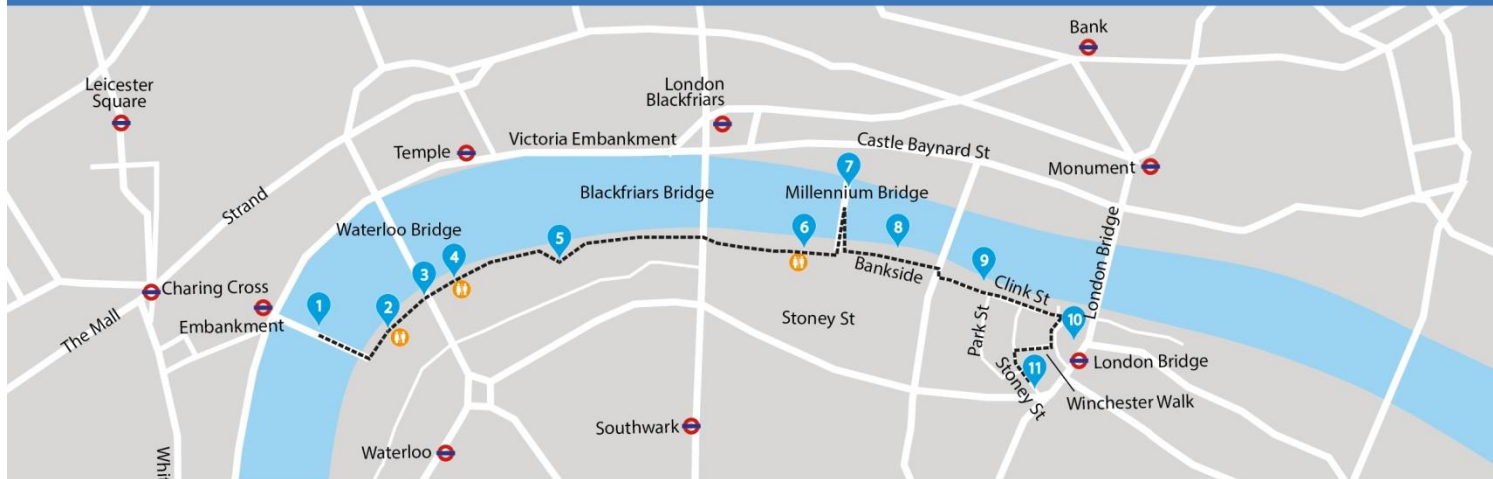 Bank
Leicester
Square
London
Blackfriars
Temple
Victoria Embankment
Castle Baynard St
Monument
7
Strand
Blackfriars Bridge
Millennium Bridge
Waterloo Bridge
5
6
8
4
3
9
Bankside
London Bridge
Charing Cross
1
2
Clink St
Embankment
The Mall
Stoney St
Park St
10
11
London Bridge
Stoney St
Winchester Walk
Southwark
Waterloo
Whi